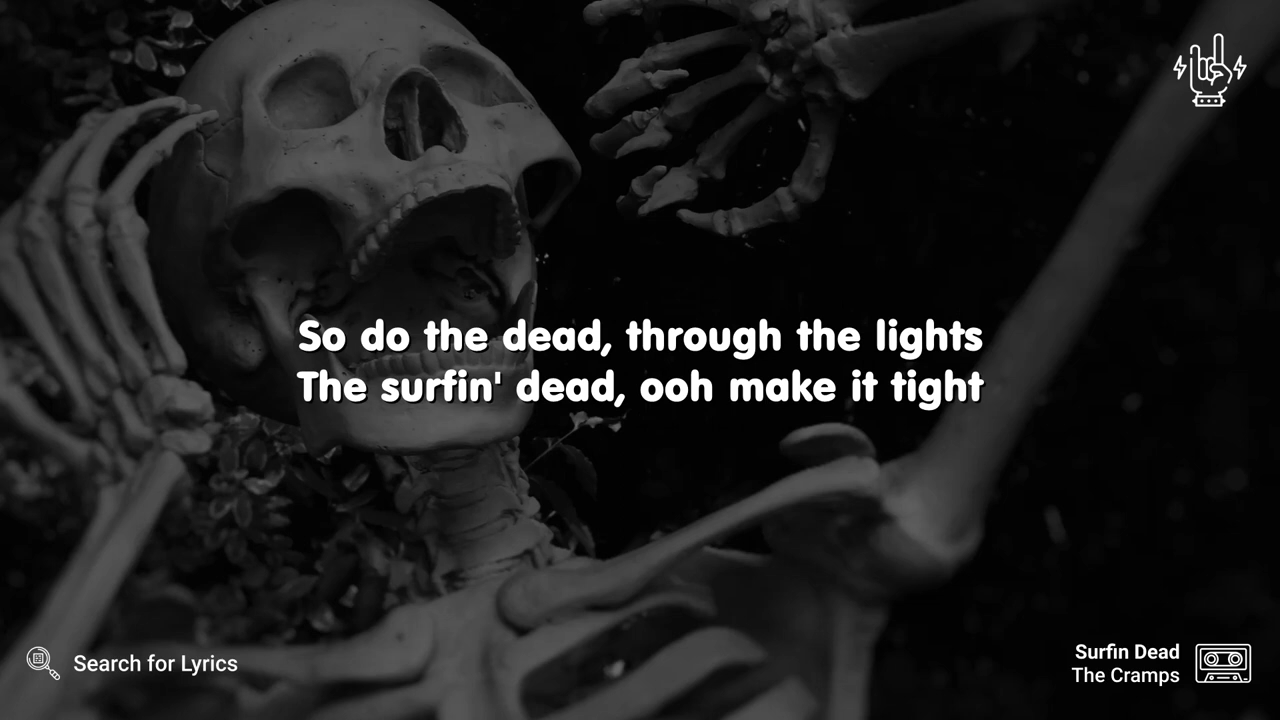 So do the dead, through the lights
The surfin' dead, ooh make it tight
Search for Lyrics
Surfin Dead
The Cramps